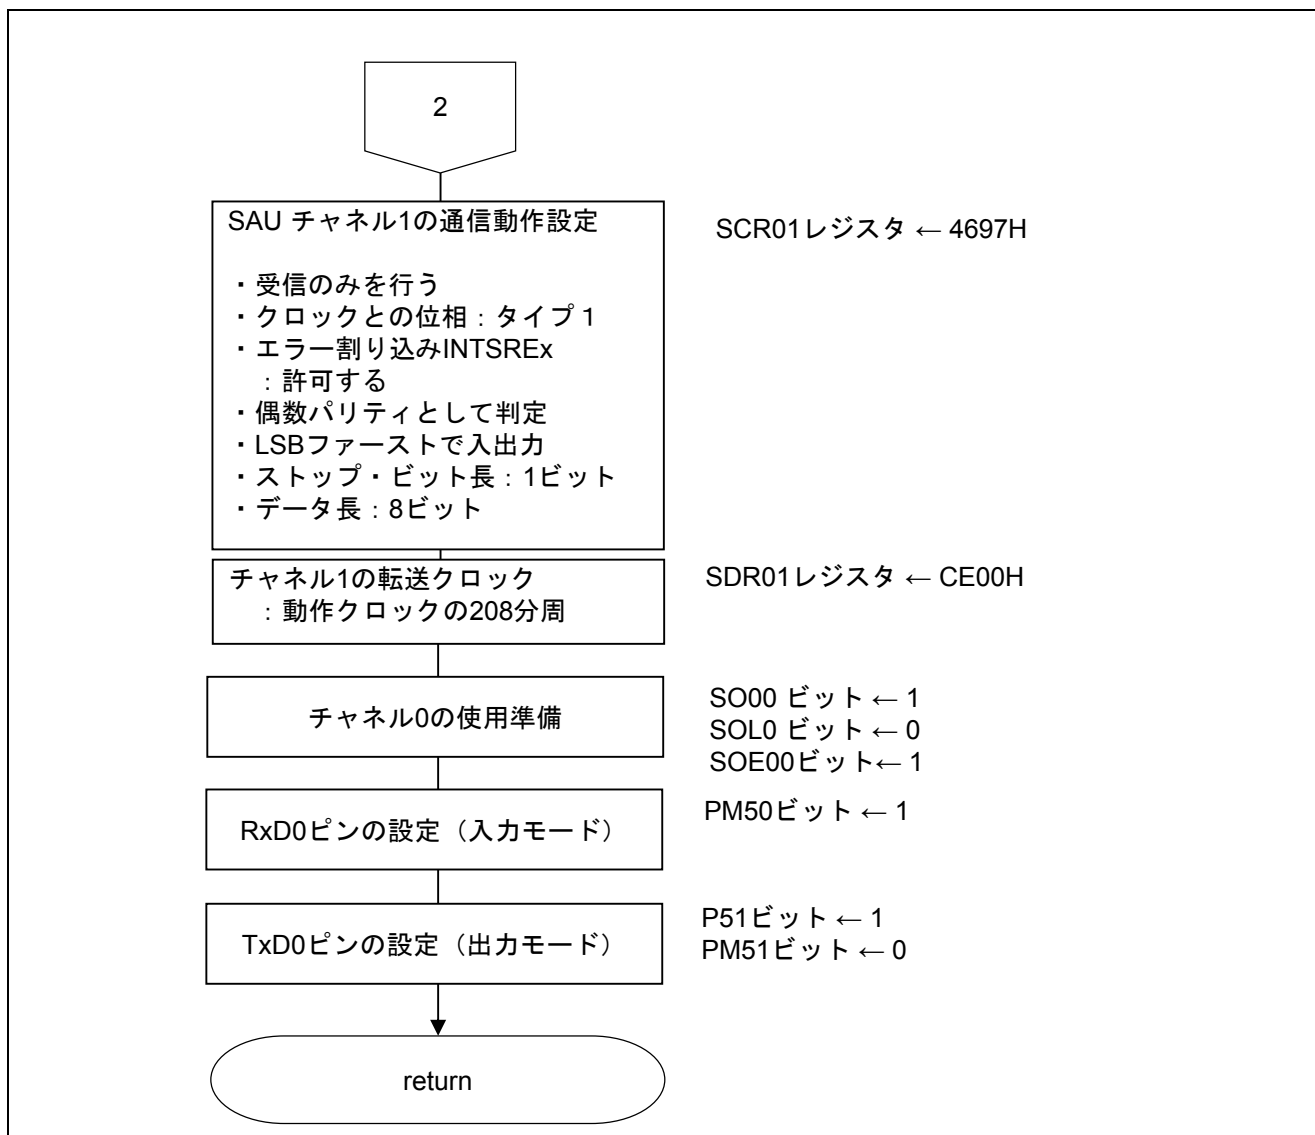 2
SAU チャネル1の通信動作設定
SCR01レジスタ ← 4697H
・受信のみを行う
・クロックとの位相：タイプ１
・エラー割り込みINTSREx
：許可する
・偶数パリティとして判定
・LSBファーストで入出力
・ストップ・ビット長：1ビット
・データ長：8ビット
チャネル1の転送クロック
：動作クロックの208分周
SDR01レジスタ ← CE00H
チャネル0の使用準備
SO00 ビット ← 1
SOL0 ビット ← 0
SOE00ビット← 1
RxD0ピンの設定（入力モード）
PM50ビット ← 1
TxD0ピンの設定（出力モード）
P51ビット ← 1
PM51ビット ← 0
return